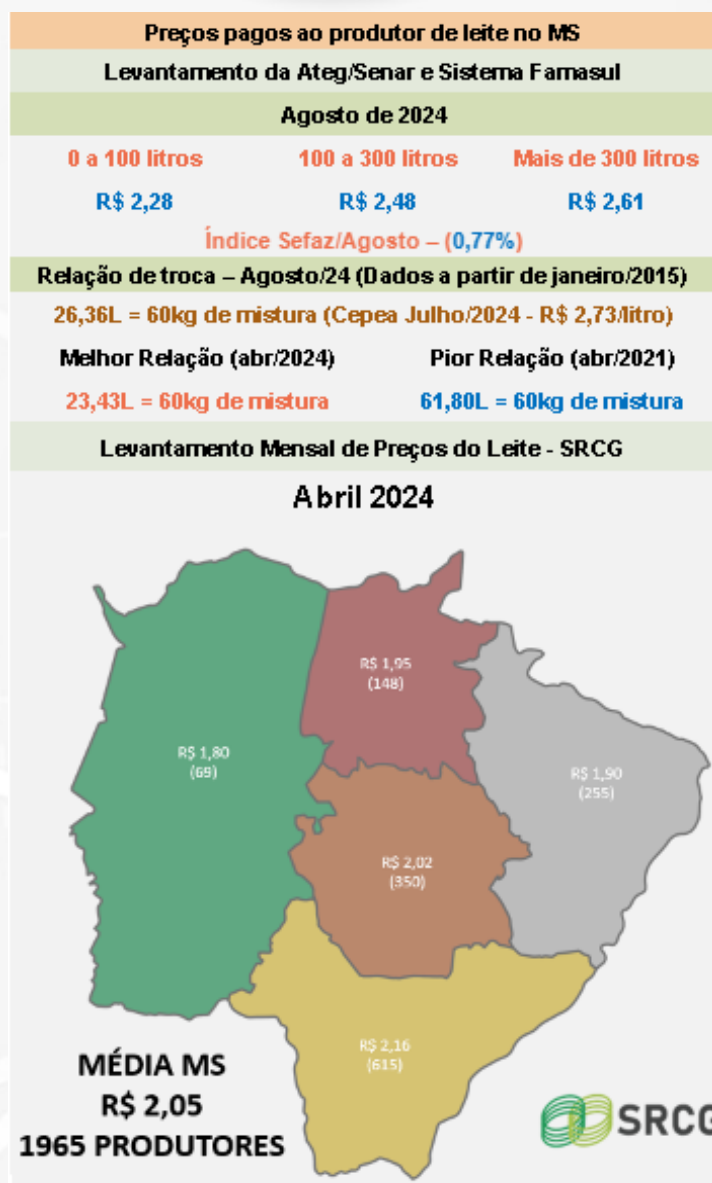 Preços pagos ao produtor de leite no MS
Levantamento da Ateg/Senar e Sistema Famasul
Agosto de 2024
0 a 100 litros 100 a 300 litros Mais de 300 litros
R$ 2,28 R$ 2,48 R$ 2,61
Índice Sefaz/Agosto – (0,77%)
Relação de troca – Agosto/24 (Dados a partir de janeiro/2015)
26,36L = 60kg de mistura (Cepea Julho/2024 - R$ 2,73/litro)
Melhor Relação (abr/2024) Pior Relação (abr/2021)
23,43L = 60kg de mistura 61,80L = 60kg de mistura
Levantamento Mensal de Preços do Leite - SRCG
Abril 2024
R$ 1,95
(148)
R$ 1,80
(69)
R$ 1,90
(255)
R$ 2,02
(350)
R$ 2,16
(615)
MÉDIA MS
R$ 2,05
1965 PRODUTORES
SRCG